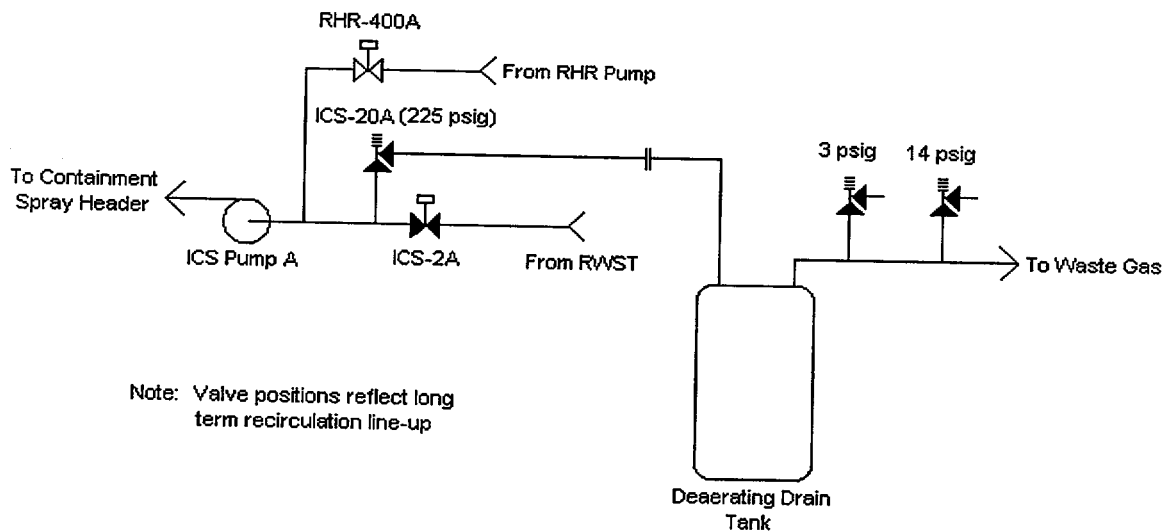 RHR-400A
From RHR Pump
ICS-20A (225 psig)
3 psig
14 psig
To Containment
Spray Header
ICS Pump A
ICS-2A
From RWST
To Waste Gas
Note: Valve positions reflect long
term recirculation line-up
Deaerating Drain
Tank